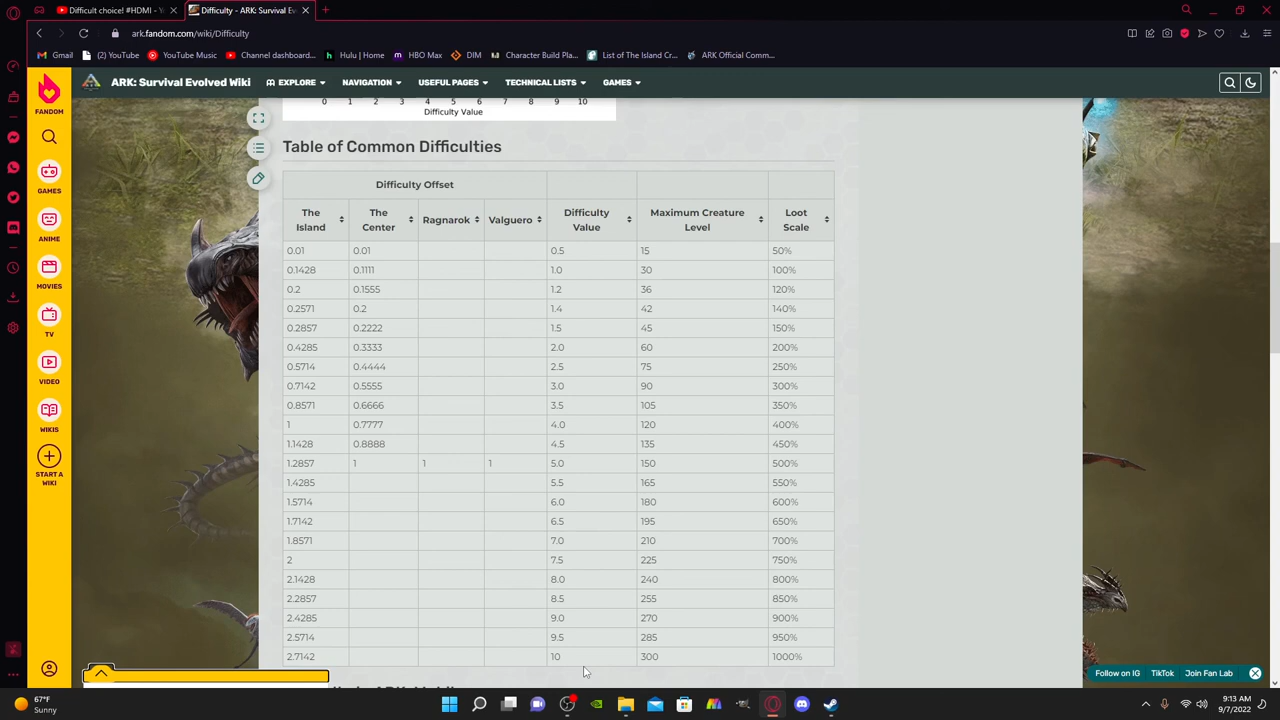 Difficult choice! #HDMI - Y
Difficulty - ARK: Survival Evolved
ark.fandom.com/wiki/Difficulty
Gmail
(2) YouTube
YouTube Music
Channel dashboard...
Hulu | Home
HBO Max
DIM
Character Build Pl...
List of The Island Cr...
ARK Official Comm...
FANDOM
GAMES
ANIME
MOVIES
TV
VIDEO
WIKIS
START A
WIKI
ARK: Survival Evolved Wiki
EXPLORE
NAVIGATION
USEFUL PAGES
TECHNICAL LISTS
GAMES
0 1 2 3 4 5 6 7 8 9 10
Difficulty Value
Table of Common Difficulties
Difficulty Offset
The Island The Center Ragnarok Valguero Difficulty Value Maximum Creature Level Loot Scale
0.01 0.01 0.5 15 50%
0.1428 0.1111 1.0 30 100%
0.2 0.1555 1.2 36 120%
0.2571 0.2 1.4 42 140%
0.2857 0.2222 1.5 45 150%
0.4285 0.3333 2.0 60 200%
0.5714 0.4444 2.5 75 250%
0.7142 0.5555 3.0 90 300%
0.8571 0.6666 3.5 105 350%
1 0.7777 4.0 120 400%
1.1428 0.8888 4.5 135 450%
1.2857 1 1 1 5.0 150 500%
1.4285 5.5 165 550%
1.5714 6.0 180 600%
1.7142 6.5 195 650%
1.8571 7.0 210 700%
2 7.5 225 750%
2.1428 8.0 240 800%
2.2857 8.5 255 850%
2.4285 9.0 270 900%
2.5714 9.5 285 950%
2.7142 10 300 1000%
Follow on IG
TikTok
Join Fan Lab
67°F
Sunny
9:13 AM
9/7/2022